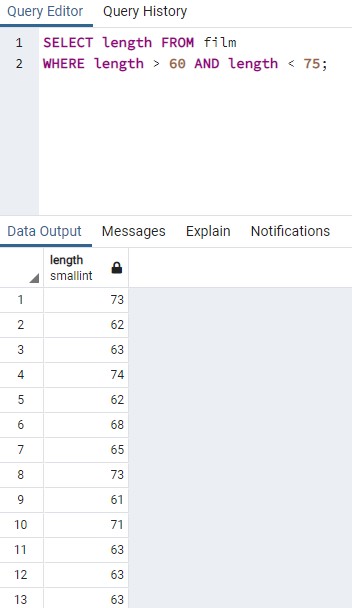 Query Editor Query History
1 SELECT length FROM film
2 WHERE length > 60 AND length < 75;
Data Output Messages Explain Notifications
length
smallint
1 73
2 62
3 63
4 74
5 62
6 68
7 65
8 73
9 61
10 71
11 63
12 63
13 63